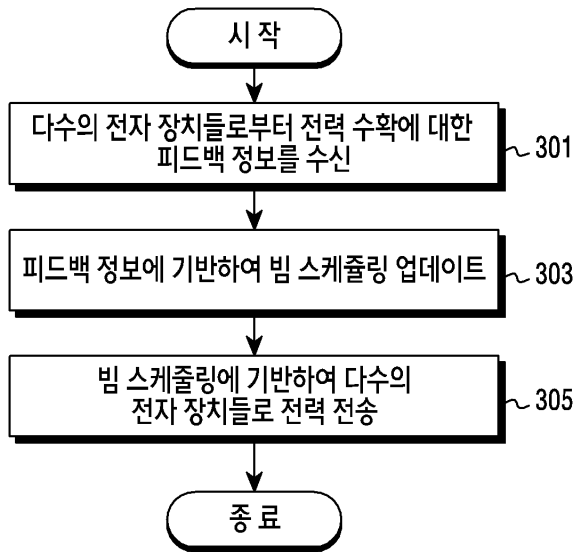 시 작
다수의 전자 장치들로부터 전력 수확에 대한
피드백 정보를 수신
301
피드백 정보에 기반하여 빔 스케쥴링 업데이트
303
빔 스케줄링에 기반하여 다수의
전자 장치들로 전력 전송
305
종 료